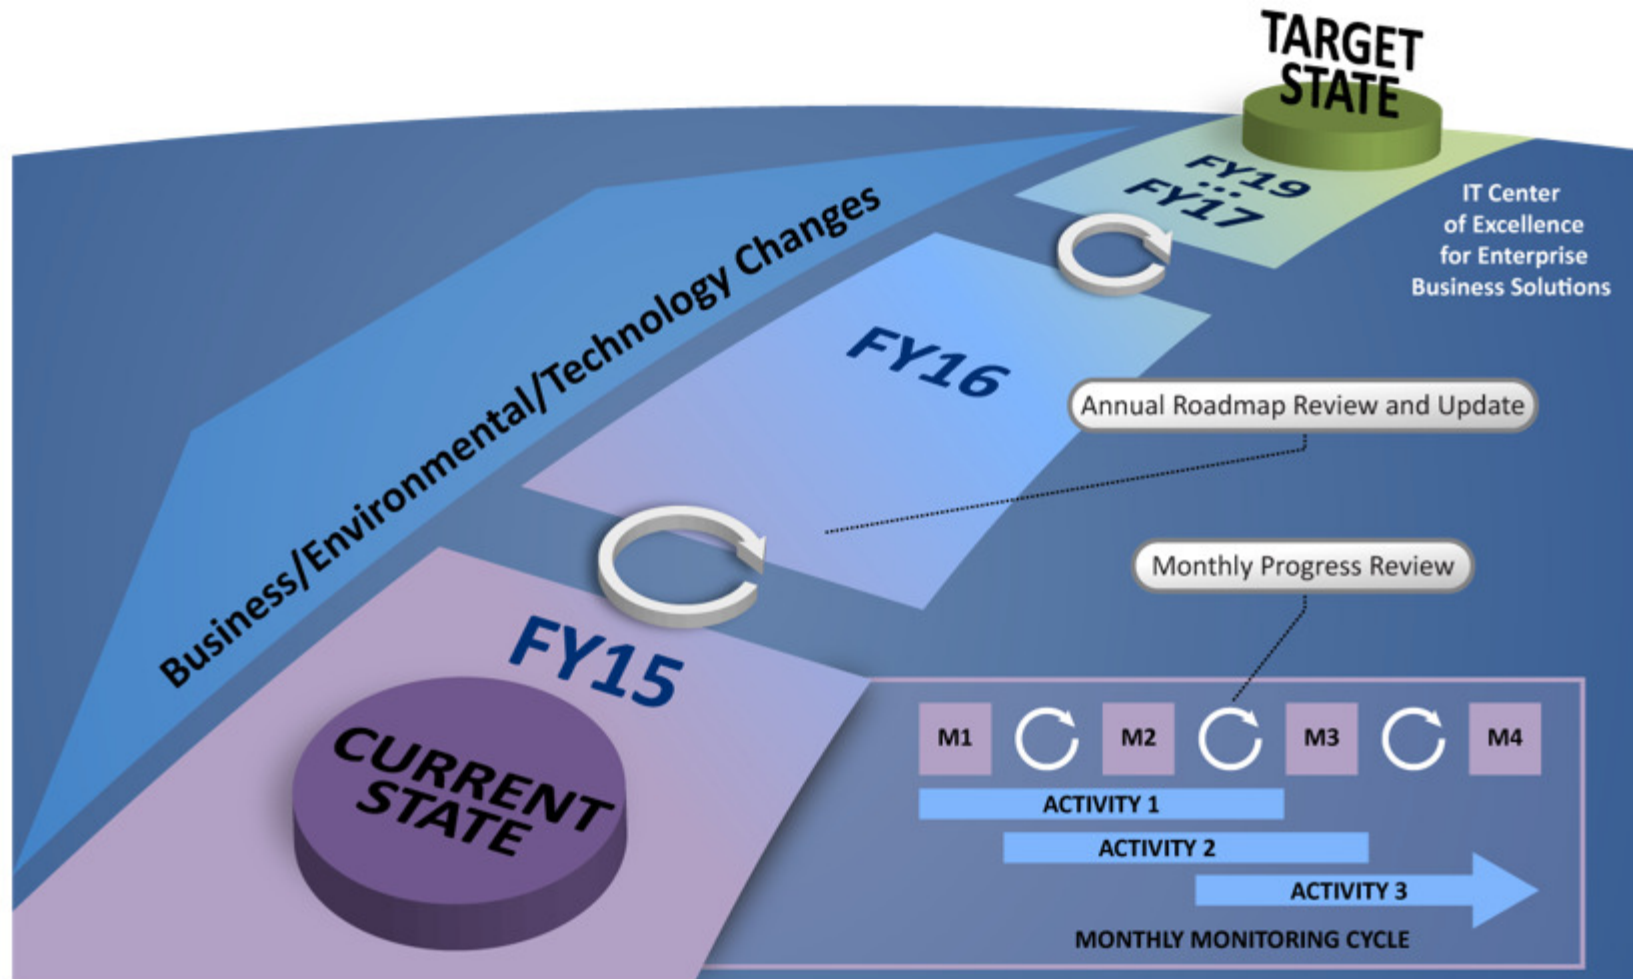 TARGET
STATE
FY19
...
FY17
IT Center
of Excellence
for Enterprise
Business Solutions
Business/Environmental/Technology Changes
FY16
Annual Roadmap Review and Update
Monthly Progress Review
FY15
CURRENT
STATE
M1 M2 M3 M4
ACTIVITY 1
ACTIVITY 2
ACTIVITY 3
MONTHLY MONITORING CYCLE